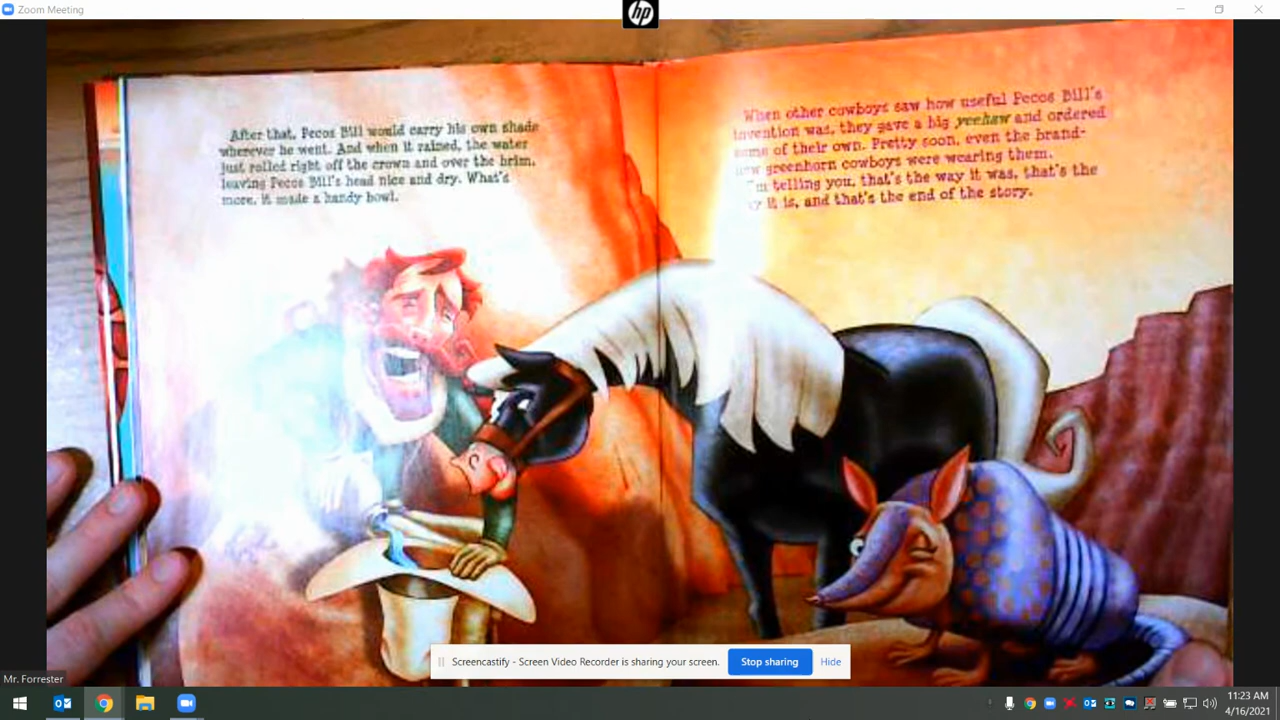 Zoom Meeting
hp
After that, Pecos Bill would carry his own shade
wherever he went. And when it rained, the water
just rolled right off the crown and over the brim,
leaving Pecos Bill's head nice and dry. What's
more, it made a handy bowl.
When other cowboys saw how useful Pecos Bill's
invention was, they gave a big yeehaw and ordered
some of their own. Pretty soon, even the brand-
new greenhorn cowboys were wearing them.
I'm telling you, that's the way it was, that's the
way it is, and that's the end of the story.
Screencastify - Screen Video Recorder is sharing your screen.
Stop sharing
Hide
Mr. Forrester
11:23 AM
4/16/2021